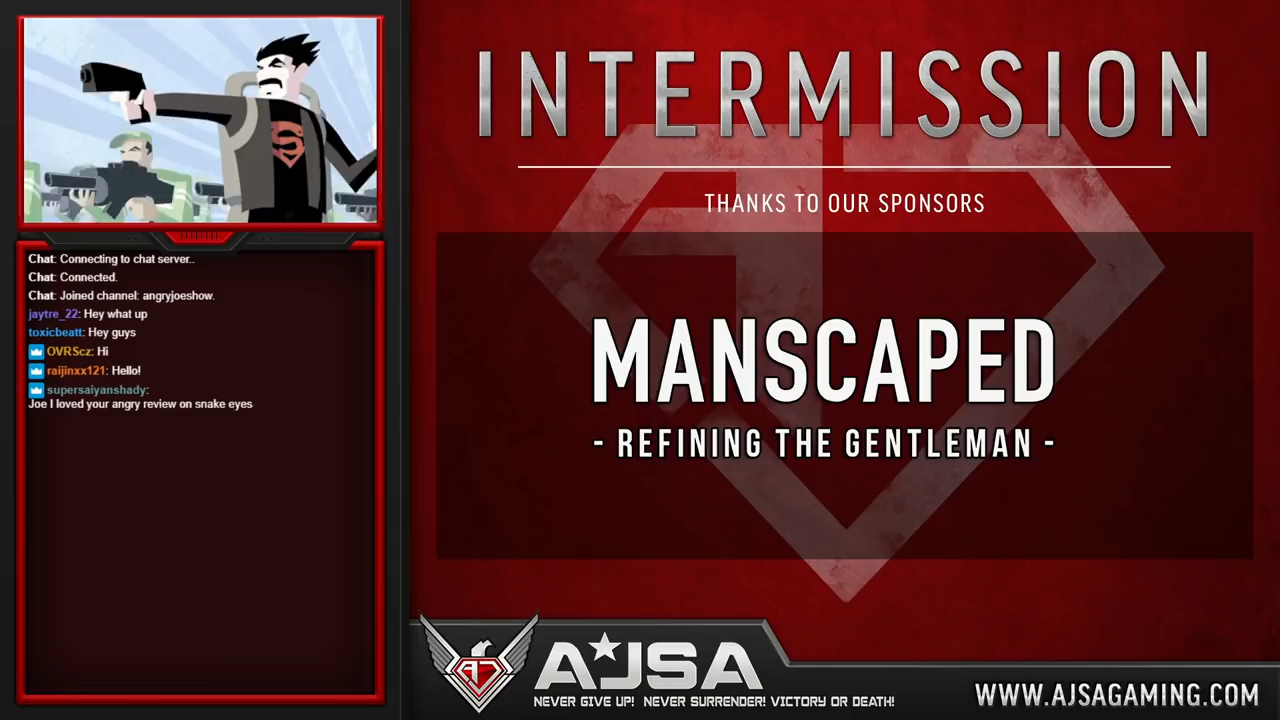 INTERMISSION
THANKS TO OUR SPONSORS
MANSCAPED
- REFINING THE GENTLEMAN -
Chat: Connecting to chat server..
Chat: Connected.
Chat: Joined channel: angryjoeshow.
jaytre_22: Hey what up
toxicbeatt: Hey guys
OVRScz: Hi
raijinxx121: Hello!
supersaiyanshady:
Joe I loved your angry review on snake eyes
AJSA
NEVER GIVE UP! NEVER SURRENDER! VICTORY OR DEATH!
WWW.AJSAGAMING.COM